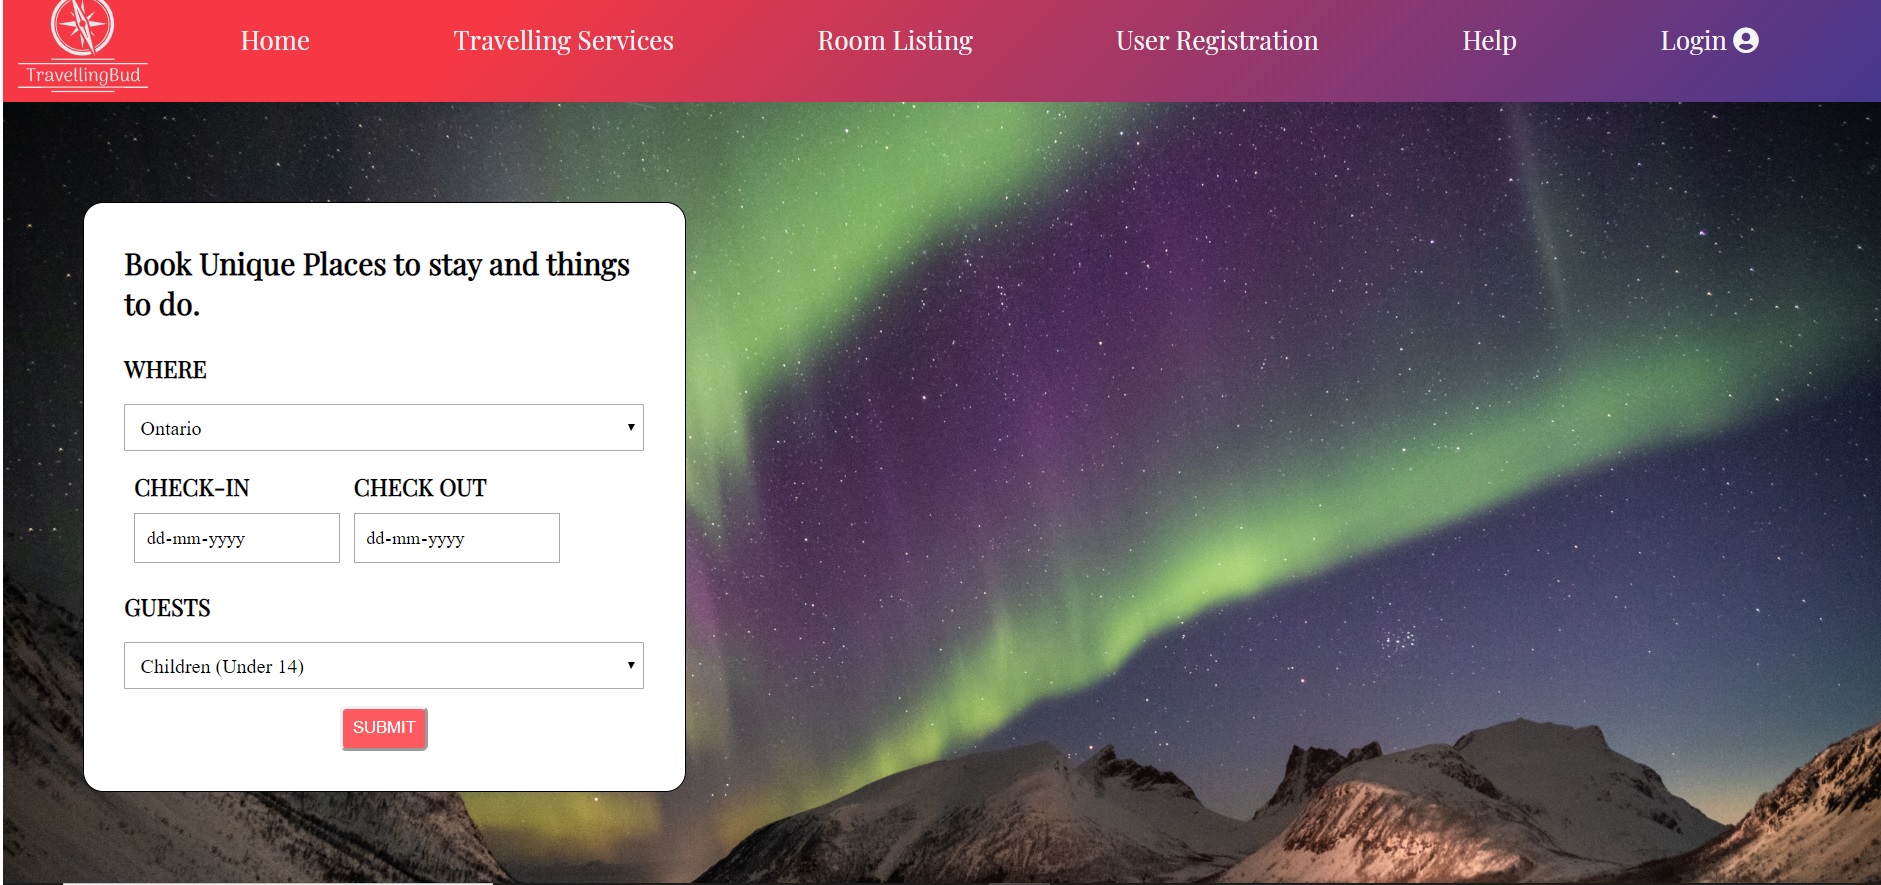 TravellingBud
Home
Travelling Services
Room Listing
User Registration
Help
Login
Book Unique Places to stay and things
to do.
WHERE
Ontario
CHECK-IN
CHECK OUT
dd-mm-yyyy
dd-mm-yyyy
GUESTS
Children (Under 14)
SUBMIT